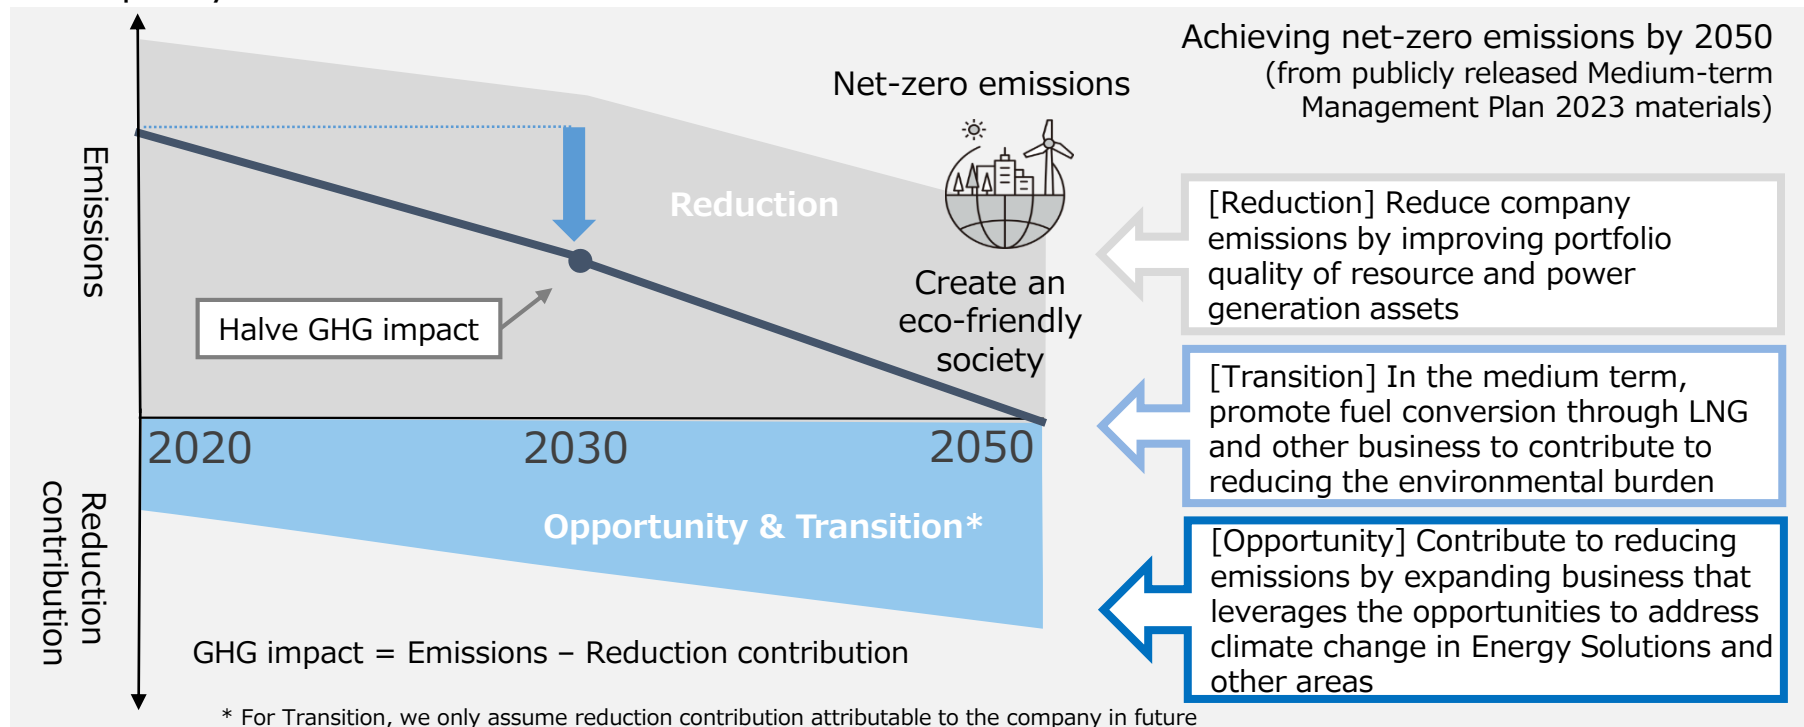 Achieving net-zero emissions by 2050
(from publicly released Medium-term
Management Plan 2023 materials)
Net-zero emissions
Emissions
Reduction
Create an
eco-friendly
society
Halve GHG impact
2020
2030
2050
Reduction
contribution
Opportunity & Transition*
GHG impact = Emissions – Reduction contribution
* For Transition, we only assume reduction contribution attributable to the company in future
[Reduction] Reduce company
emissions by improving portfolio
quality of resource and power
generation assets
[Transition] In the medium term,
promote fuel conversion through LNG
and other business to contribute to
reducing the environmental burden
[Opportunity] Contribute to reducing
emissions by expanding business that
leverages the opportunities to address
climate change in Energy Solutions and
other areas